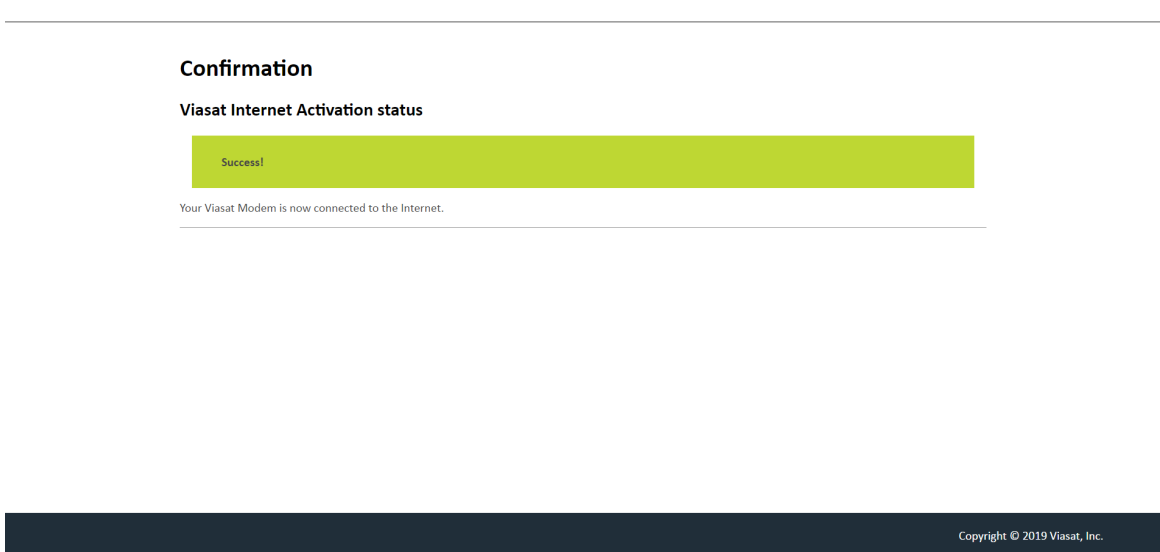 Confirmation
Viasat Internet Activation status
Success!
Your Viasat Modem is now connected to the Internet.
Copyright © 2019 Viasat, Inc.